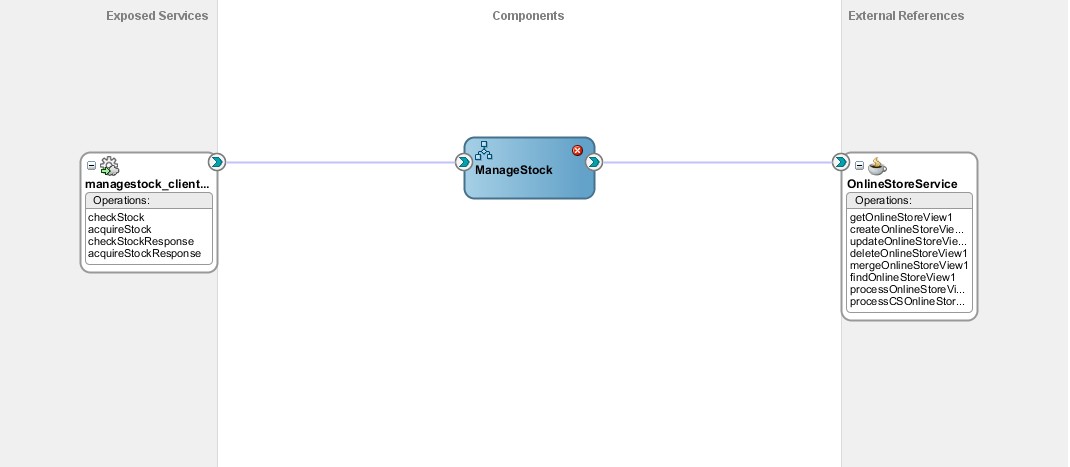 Exposed Services
Components
External References
managestock_client...
Operations:
checkStock
acquireStock
checkStockResponse
acquireStockResponse
ManageStock
OnlineStoreService
Operations:
getOnlineStoreView1
createOnlineStoreVie...
updateOnlineStoreVie...
deleteOnlineStoreView1
mergeOnlineStoreView1
findOnlineStoreView1
processOnlineStoreVi...
processCSOnlineStor...